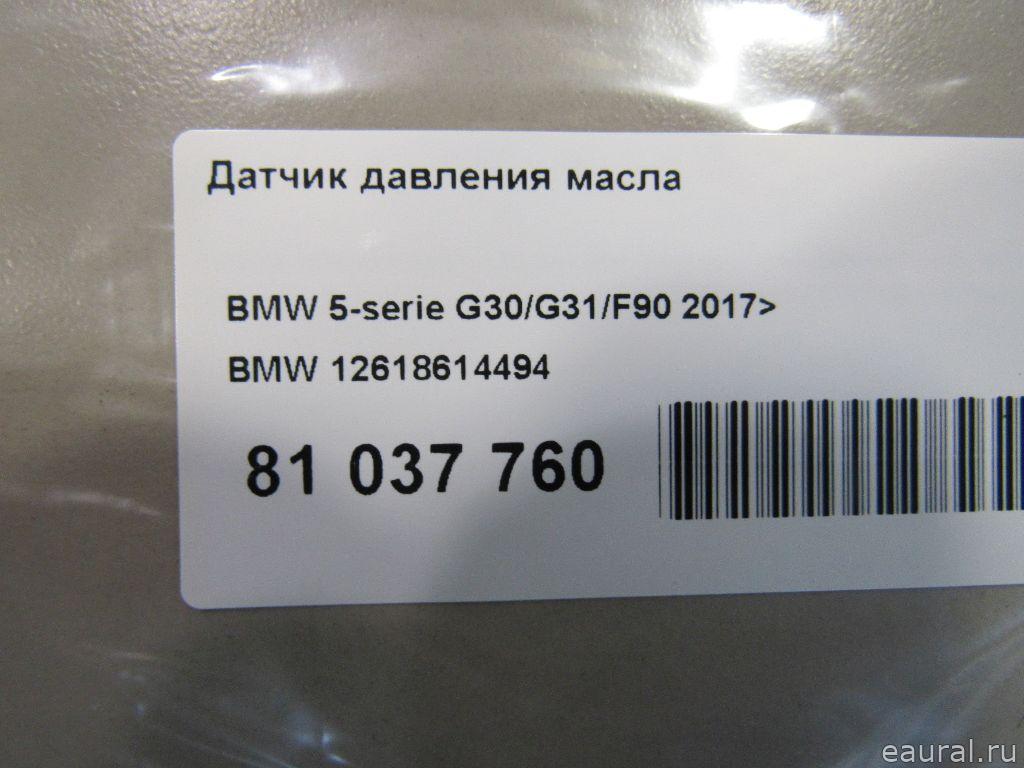 Датчик давления масла
BMW 5-serie G30/G31/F90 2017>
BMW 12618614494
81 037 760
eaural.ru